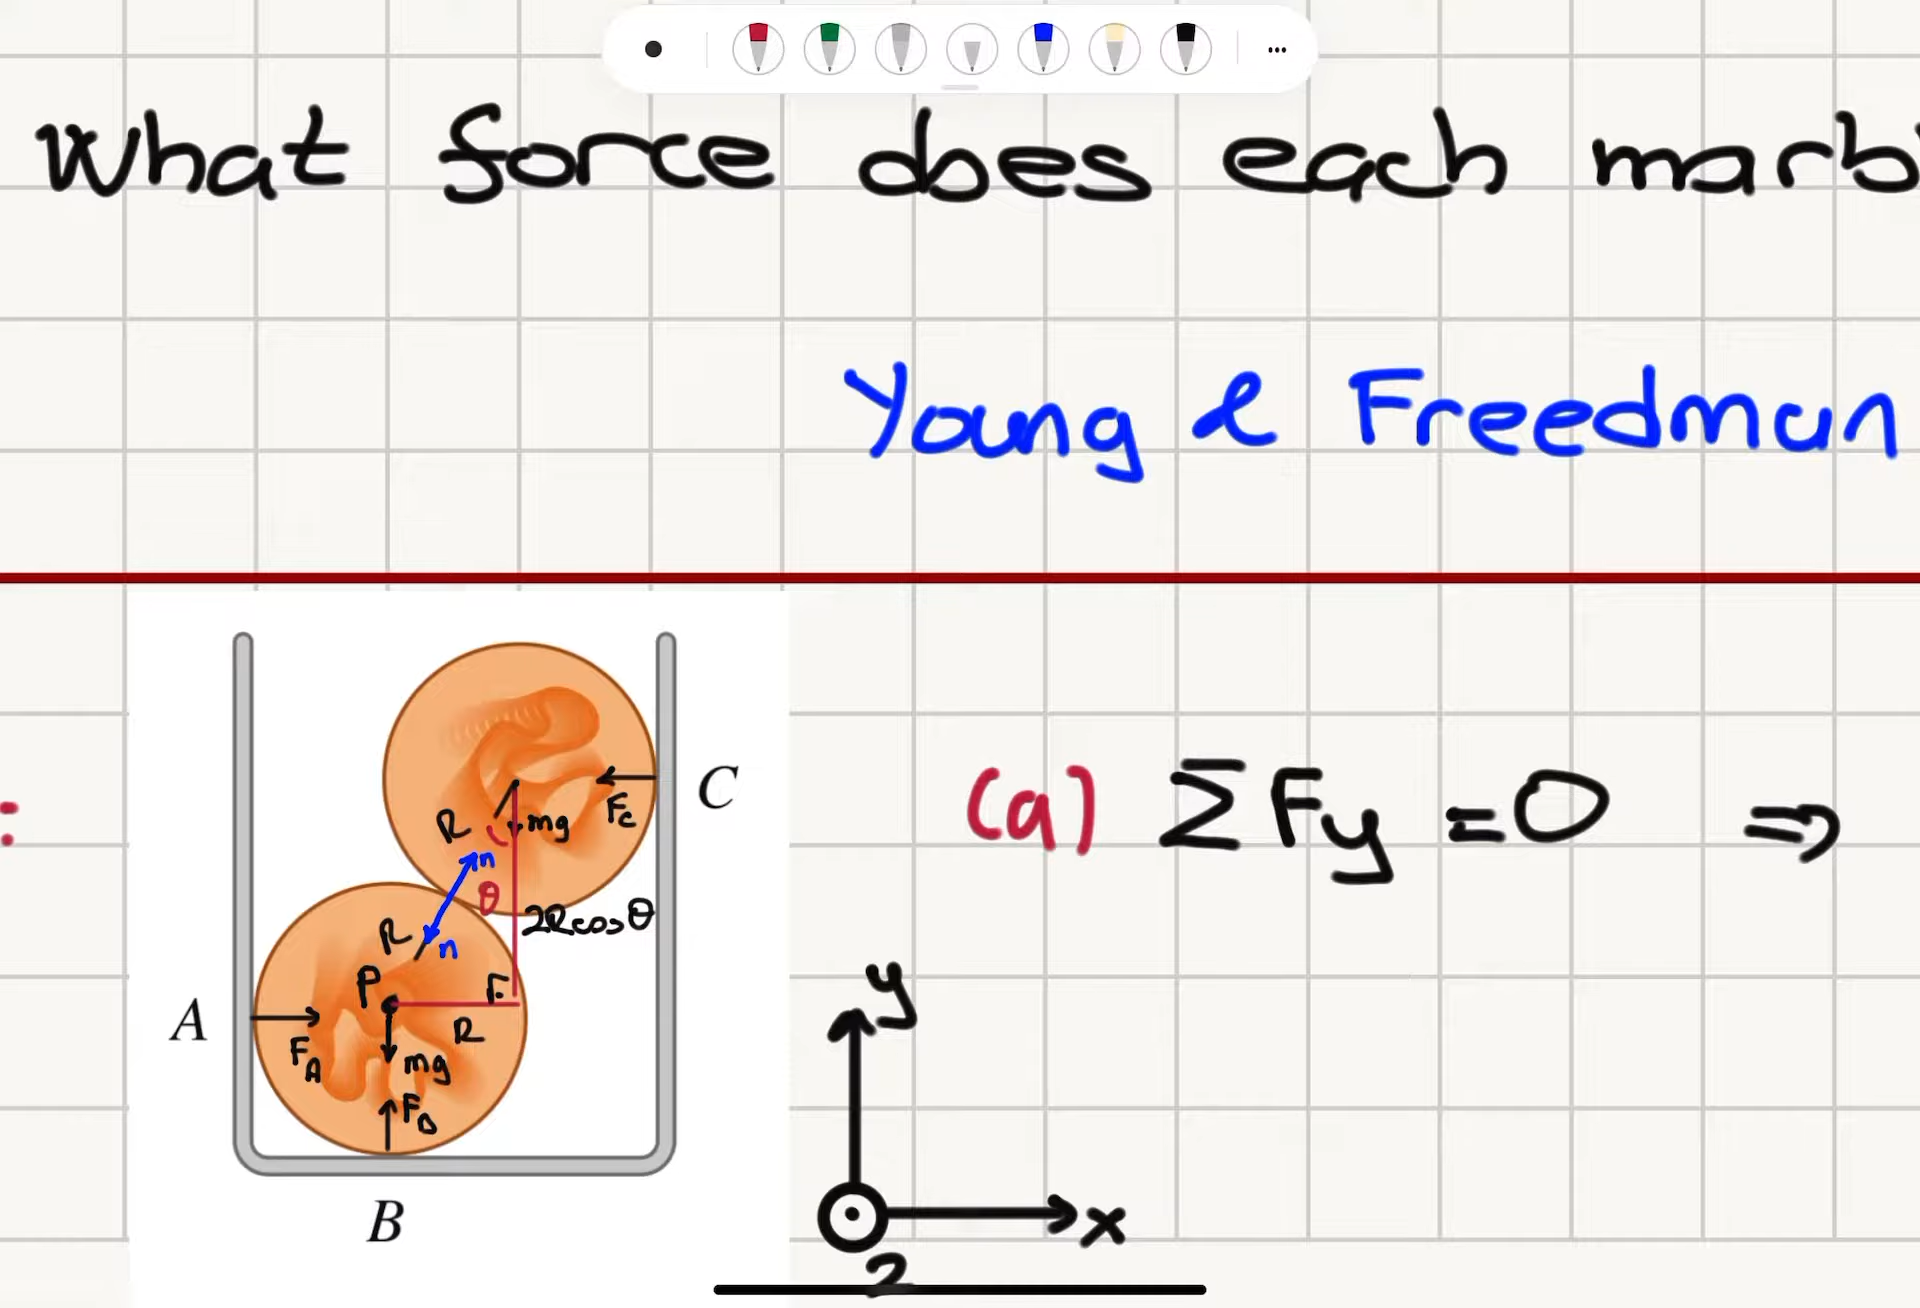 What force does each marb
Young & Freedman
C
(a) ΣFy = 0 ⇒
R
mg
Fc
n
θ
2Rcosθ
R
n
P
A
R
FA
mg
FB
B
y
x
z